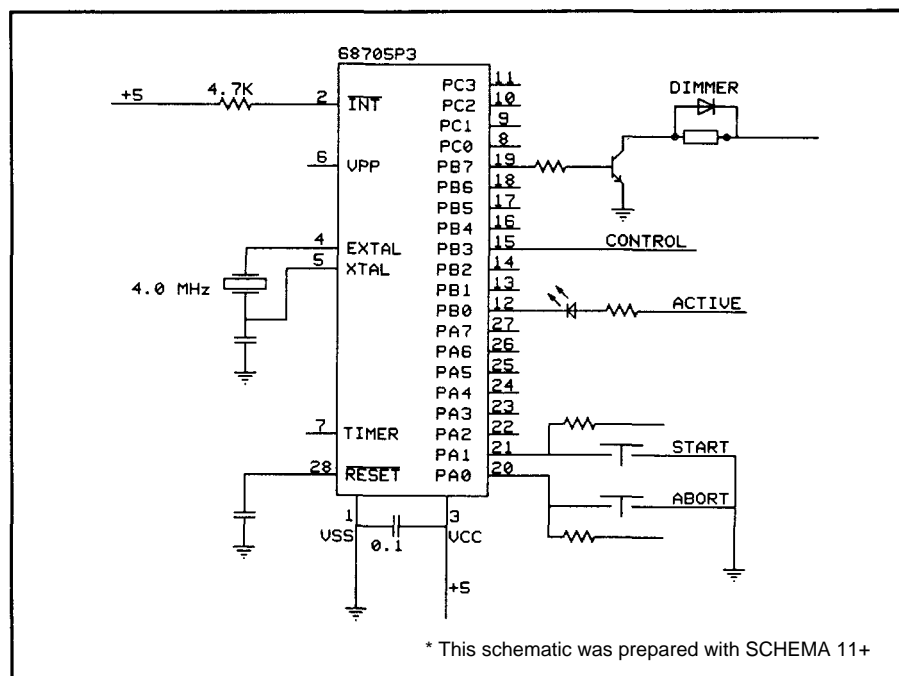 68705P3
+5
4.7K
2
INT
6
VPP
4
EXTAL
5
XTAL
4.0 MHz
7
TIMER
28
RESET
1
VSS
0.1
3
VCC
+5
PC3 11
PC2 10
PC1 9
PC0 8
PB7 19
PB6 18
PB5 17
PB4 16
PB3 15
PB2 14
PB1 13
PB0 12
PA7 27
PA6 26
PA5 25
PA4 24
PA3 23
PA2 22
PA1 21
PA0 20
DIMMER
CONTROL
ACTIVE
START
ABORT
* This schematic was prepared with SCHEMA 11+